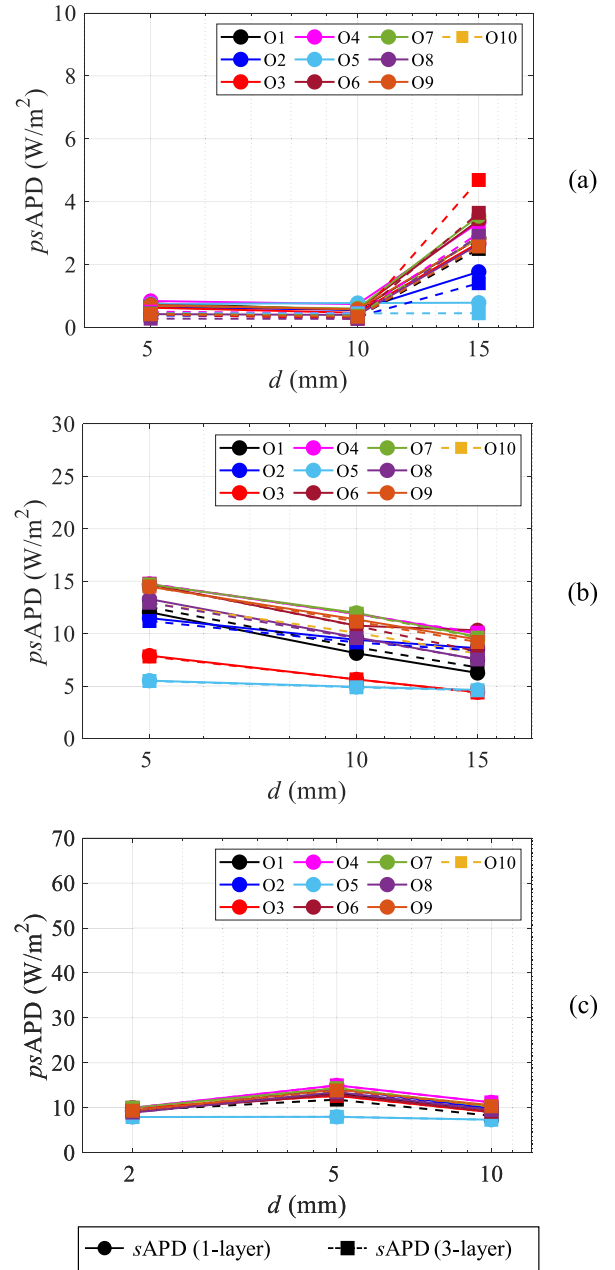 10
8
6
4
2
0
psAPD (W/m²)
O1 O4 O7 O10
O2 O5 O8
O3 O6 O9
5 10 15
d (mm)
(a)
30
25
20
15
10
5
0
psAPD (W/m²)
O1 O4 O7 O10
O2 O5 O8
O3 O6 O9
5 10 15
d (mm)
(b)
70
60
50
40
30
20
10
0
psAPD (W/m²)
O1 O4 O7 O10
O2 O5 O8
O3 O6 O9
2 5 10
d (mm)
(c)
sAPD (1-layer) sAPD (3-layer)